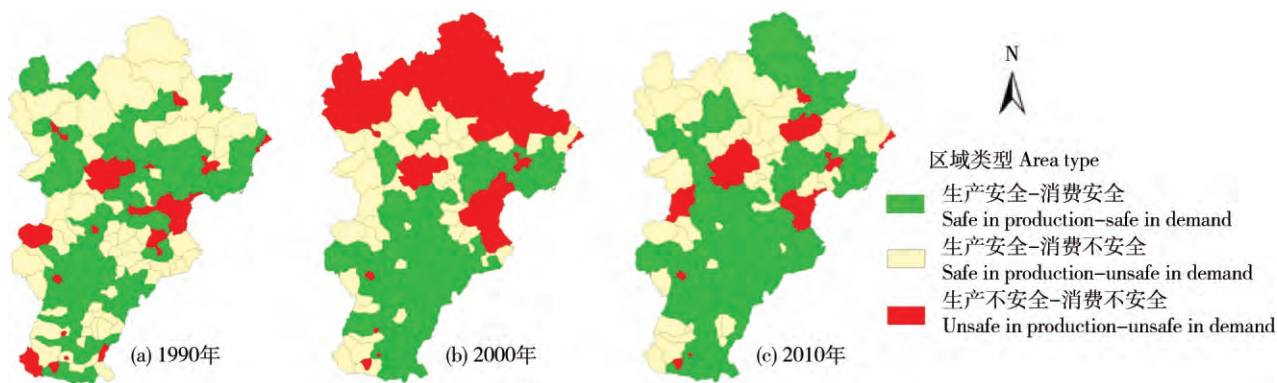 N
区域类型 Area type
生产安全-消费安全
Safe in production-safe in demand
生产安全-消费不安全
Safe in production-unsafe in demand
生产不安全-消费不安全
Unsafe in production-unsafe in demand
(a) 1990年
(b) 2000年
(c) 2010年